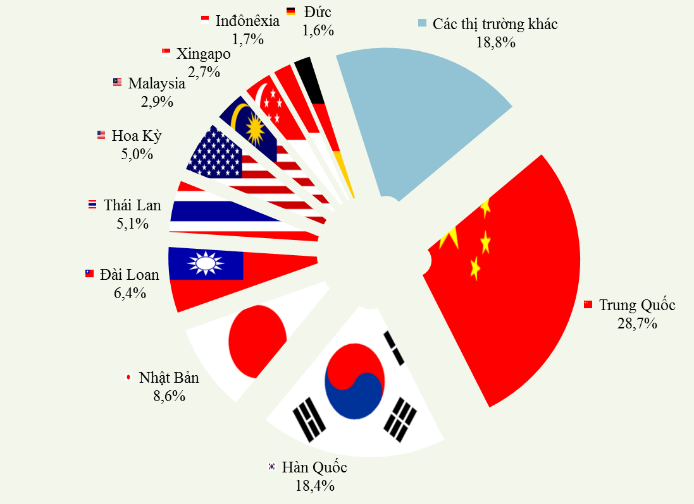 Inđônêxia
1,7%
Đức
1,6%
Các thị trường khác
18,8%
Xingapo
2,7%
Malaysia
2,9%
Hoa Kỳ
5,0%
Thái Lan
5,1%
Đài Loan
6,4%
Trung Quốc
28,7%
Nhật Bản
8,6%
Hàn Quốc
18,4%